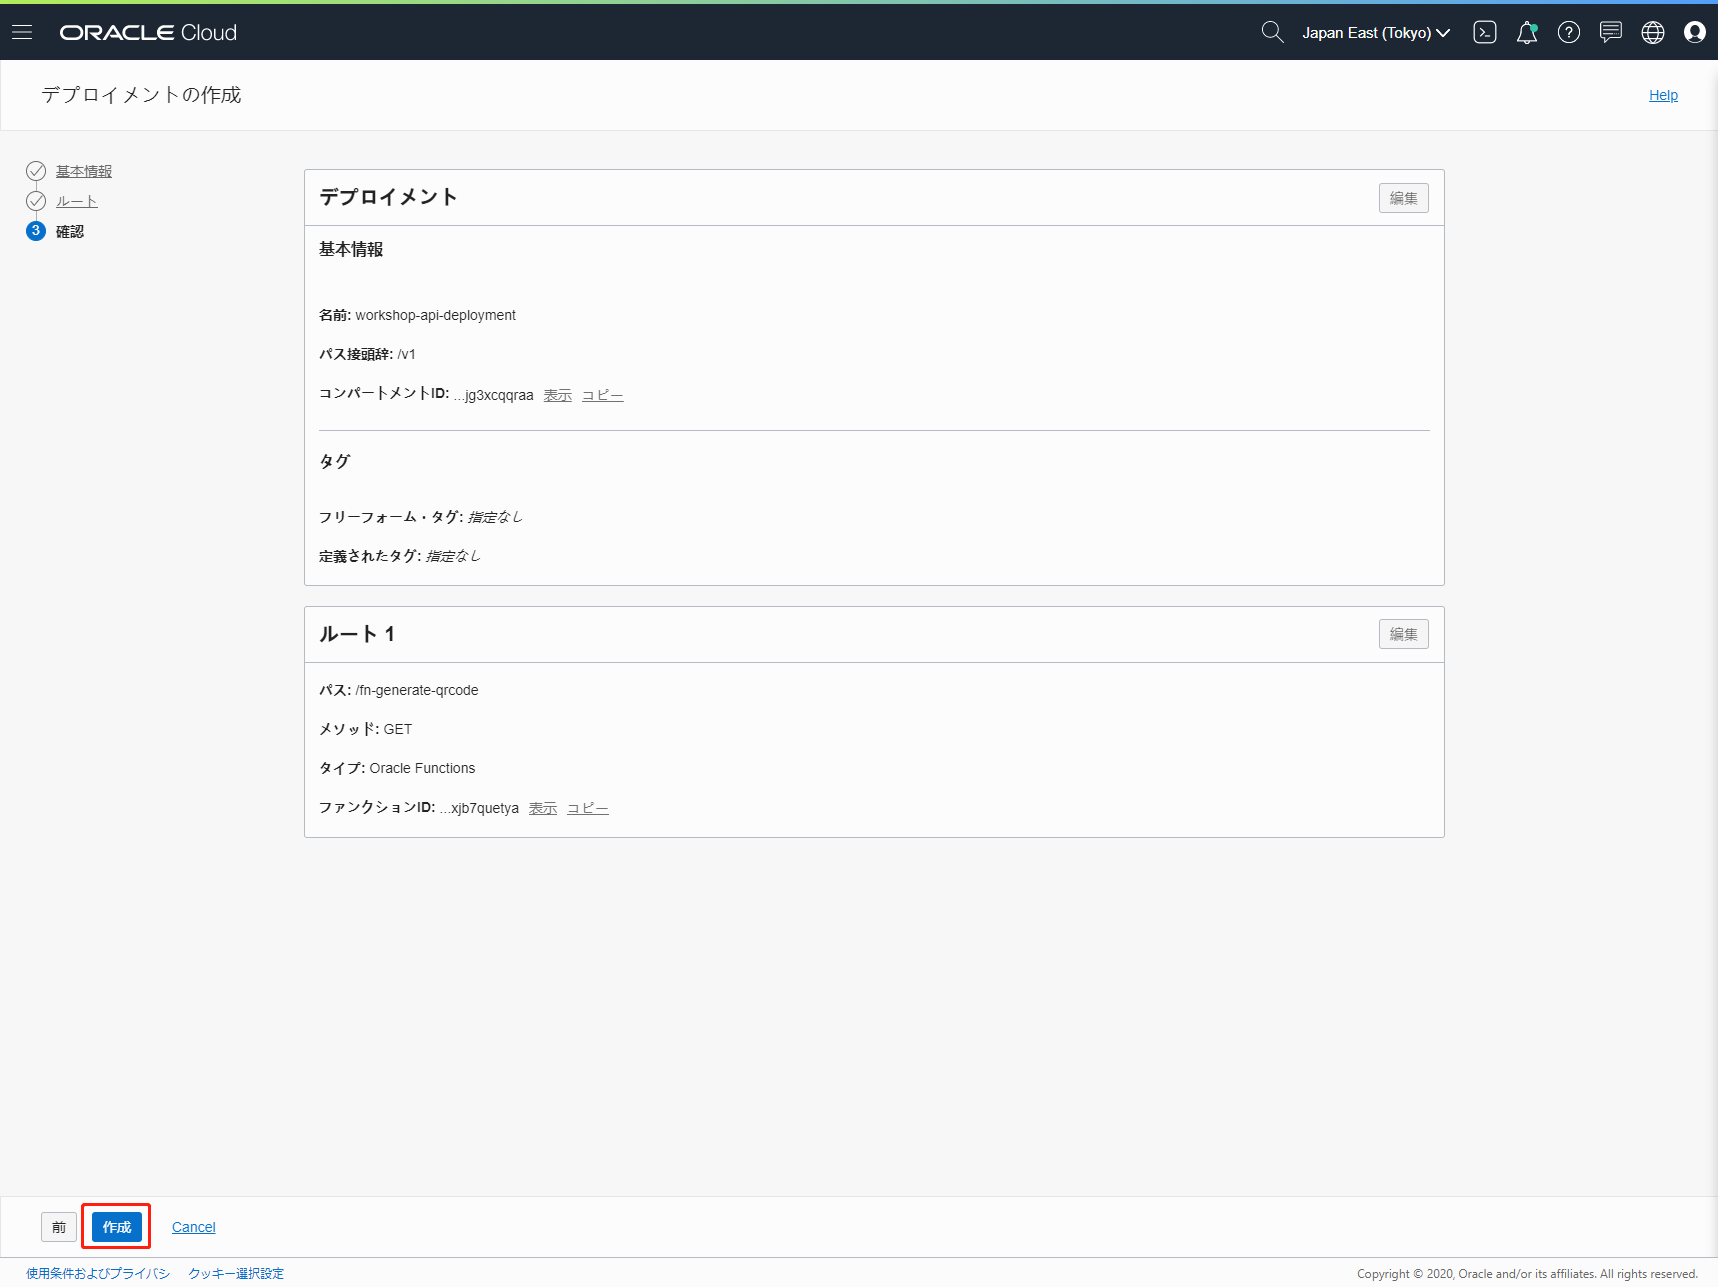 ORACLE Cloud
Japan East (Tokyo)
デプロイメントの作成
Help
基本情報
ルート
3 確認
デプロイメント
編集
基本情報
名前: workshop-api-deployment
パス接頭辞: /v1
コンパートメントID: ...jg3xcqqraa 表示 コピー
タグ
フリーフォーム・タグ: 指定なし
定義されたタグ: 指定なし
ルート 1
編集
パス: /fn-generate-qrcode
メソッド: GET
タイプ: Oracle Functions
ファンクションID: ...xjb7quetya 表示 コピー
前
作成
Cancel
使用条件およびプライバシ クッキー選択設定
Copyright © 2020, Oracle and/or its affiliates. All rights reserved.